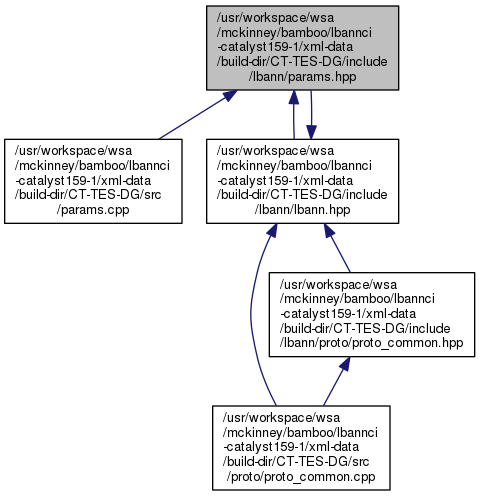 /usr/workspace/wsa
/mckinney/bamboo/lbannci
-catalyst159-1/xml-data
/build-dir/CT-TES-DG/include
/lbann/params.hpp
/usr/workspace/wsa
/mckinney/bamboo/lbannci
-catalyst159-1/xml-data
/build-dir/CT-TES-DG/src
/params.cpp
/usr/workspace/wsa
/mckinney/bamboo/lbannci
-catalyst159-1/xml-data
/build-dir/CT-TES-DG/include
/lbann/lbann.hpp
/usr/workspace/wsa
/mckinney/bamboo/lbannci
-catalyst159-1/xml-data
/build-dir/CT-TES-DG/include
/lbann/proto/proto_common.hpp
/usr/workspace/wsa
/mckinney/bamboo/lbannci
-catalyst159-1/xml-data
/build-dir/CT-TES-DG/src
/proto/proto_common.cpp